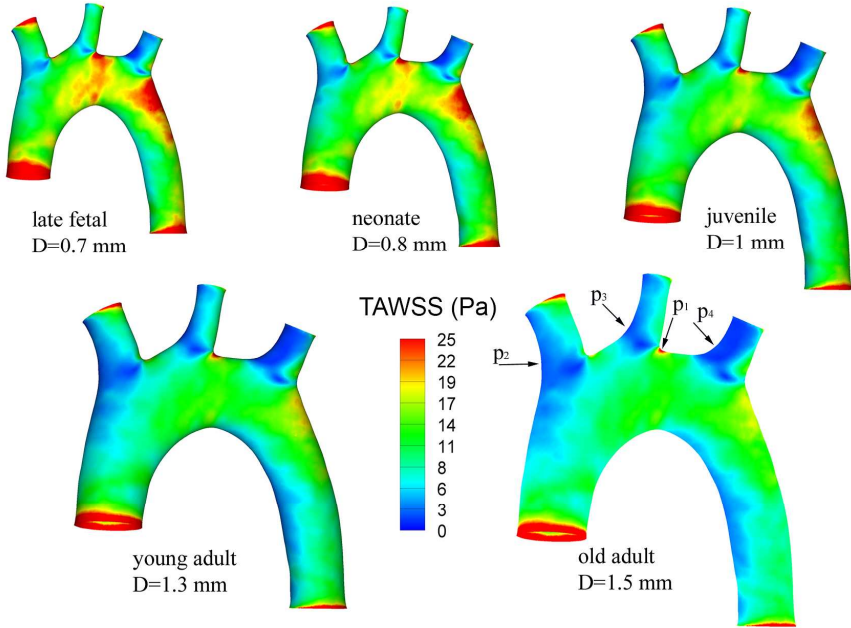 late fetal
D=0.7 mm
neonate
D=0.8 mm
juvenile
D=1 mm
TAWSS (Pa)
25
22
19
17
14
11
8
6
3
0
p1
p2
p3
p4
young adult
D=1.3 mm
old adult
D=1.5 mm